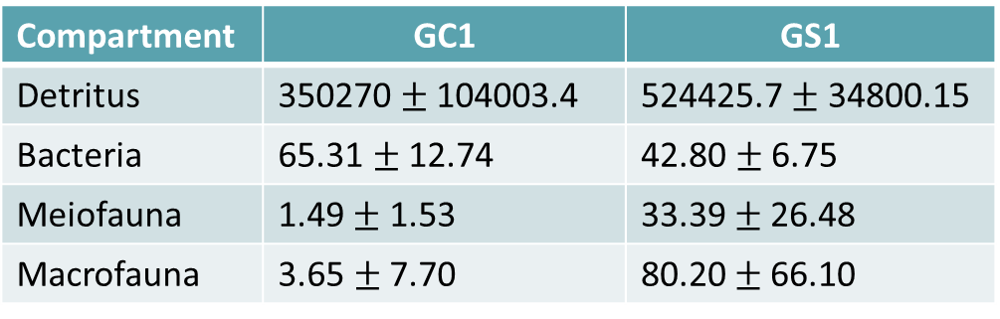 Compartment GC1 GS1
Detritus 350270 ± 104003.4 524425.7 ± 34800.15
Bacteria 65.31 ± 12.74 42.80 ± 6.75
Meiofauna 1.49 ± 1.53 33.39 ± 26.48
Macrofauna 3.65 ± 7.70 80.20 ± 66.10